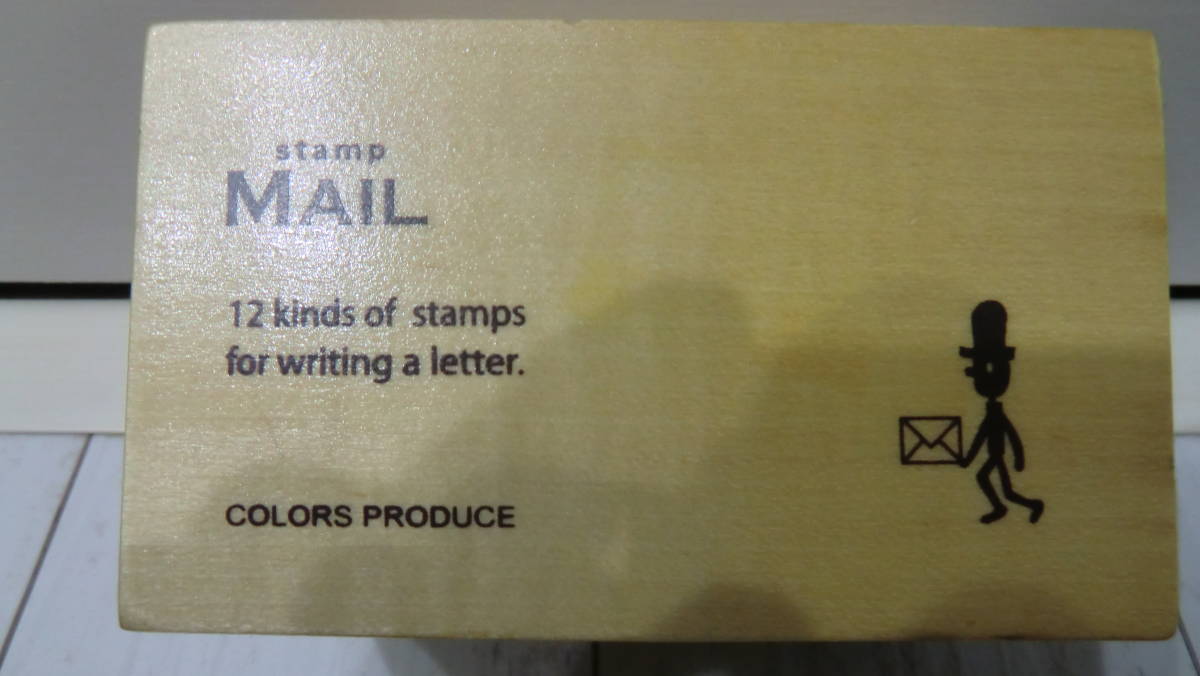 stamp
MAIL
12 kinds of stamps
for writing a letter.
COLORS PRODUCE